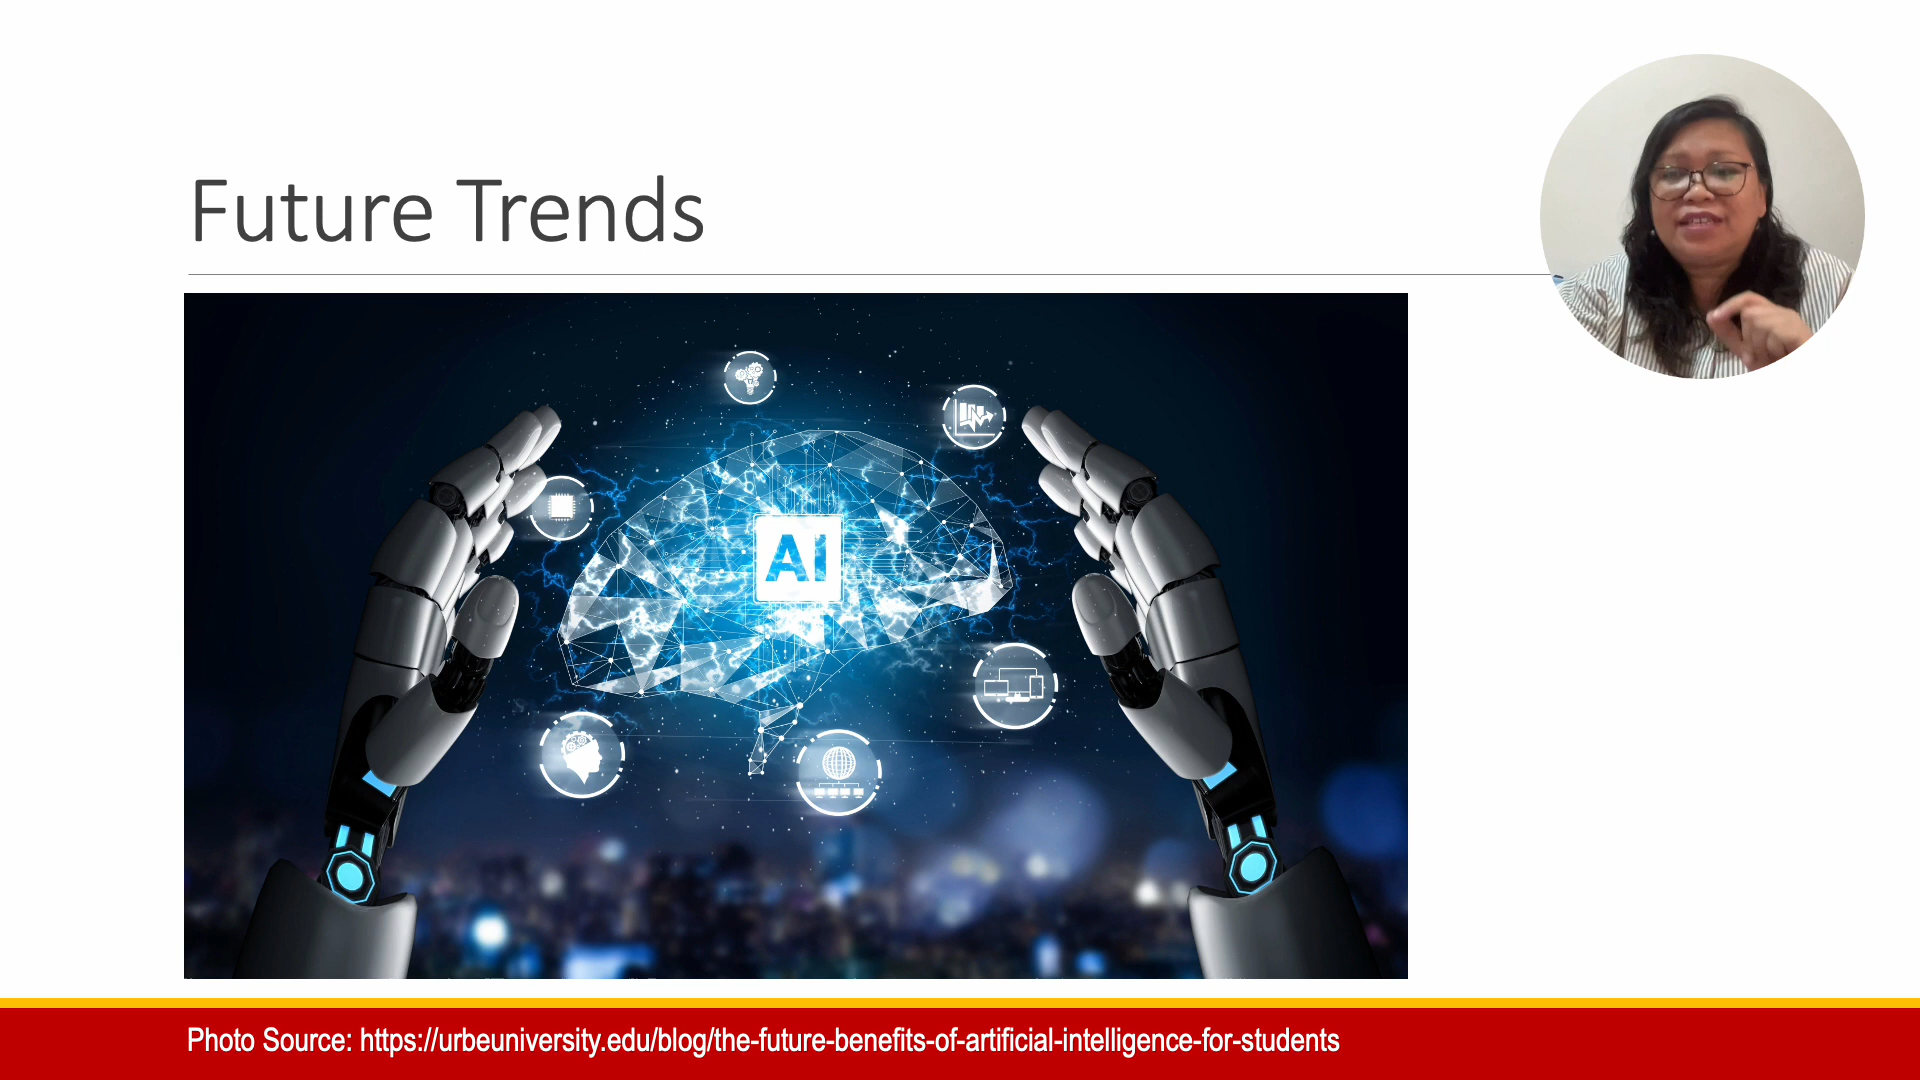 Future Trends
AI
Photo Source: https://urbeuniversity.edu/blog/the-future-benefits-of-artificial-intelligence-for-students